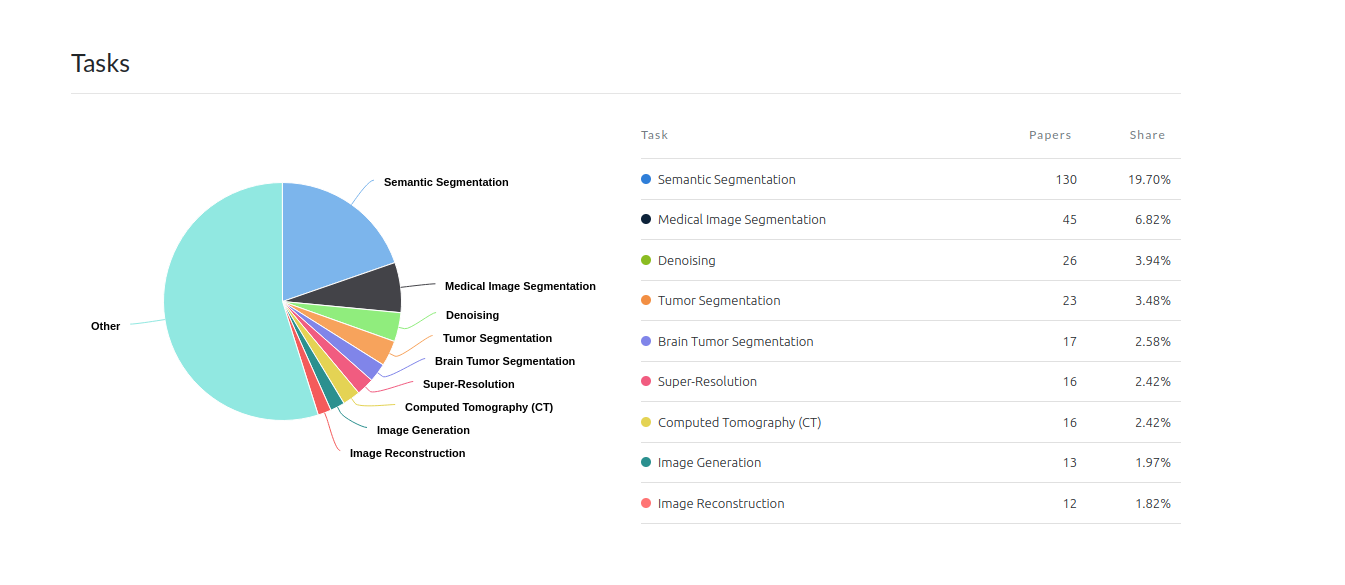 Tasks
Semantic Segmentation
Medical Image Segmentation
Denoising
Tumor Segmentation
Brain Tumor Segmentation
Super-Resolution
Computed Tomography (CT)
Image Generation
Image Reconstruction
Other
Task Papers Share
Semantic Segmentation 130 19.70%
Medical Image Segmentation 45 6.82%
Denoising 26 3.94%
Tumor Segmentation 23 3.48%
Brain Tumor Segmentation 17 2.58%
Super-Resolution 16 2.42%
Computed Tomography (CT) 16 2.42%
Image Generation 13 1.97%
Image Reconstruction 12 1.82%